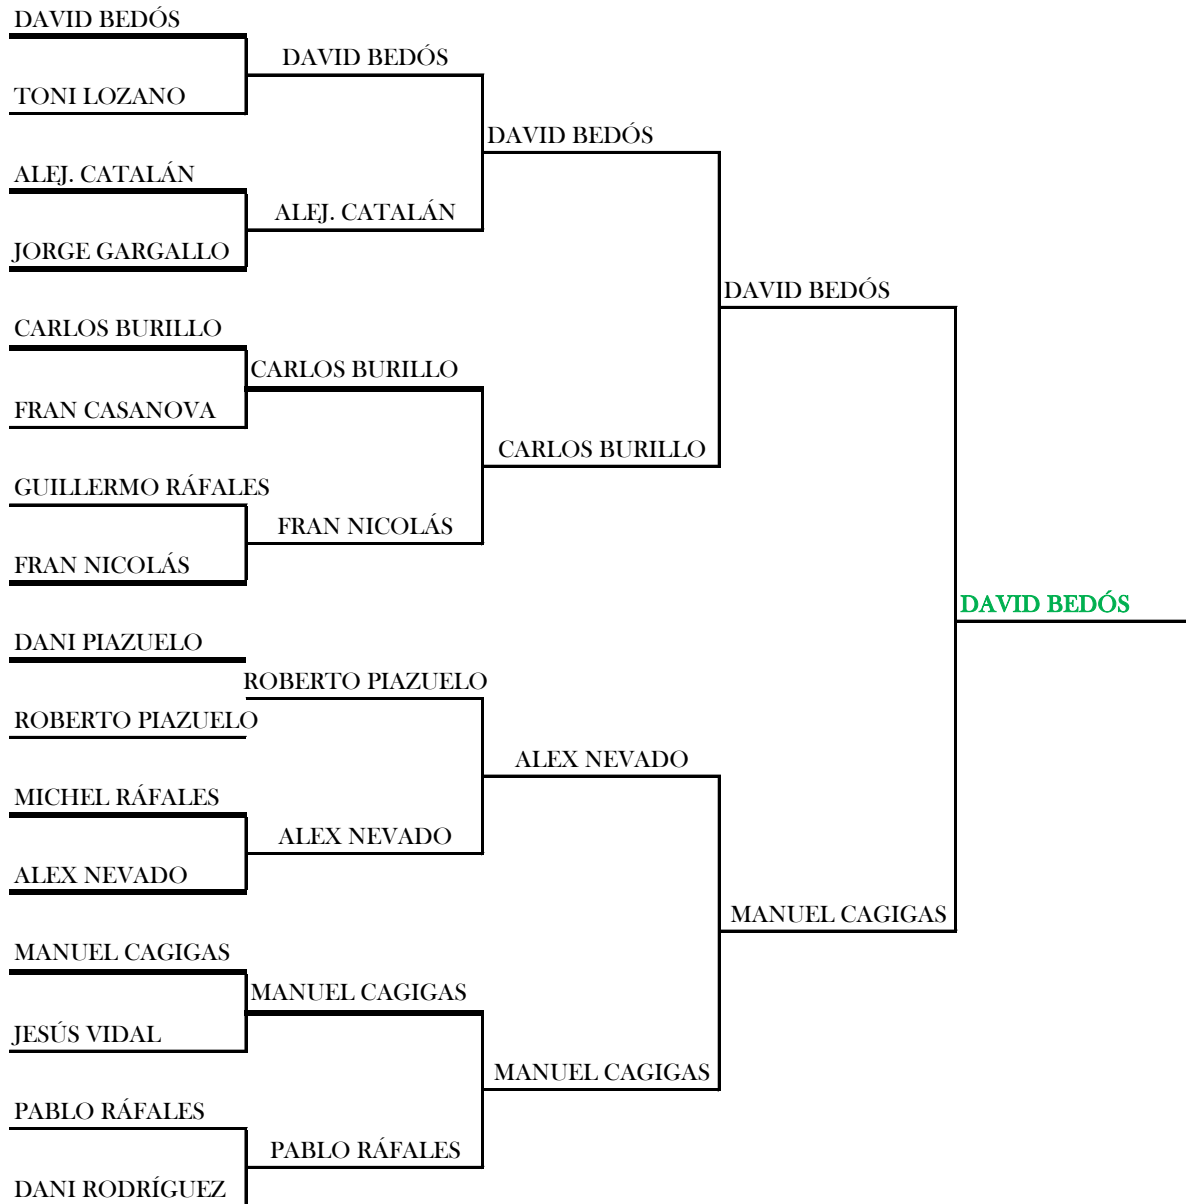 DAVID BEDÓS
DAVID BEDÓS
TONI LOZANO
DAVID BEDÓS
ALEJ. CATALÁN
ALEJ. CATALÁN
JORGE GARGALLO
DAVID BEDÓS
CARLOS BURILLO
CARLOS BURILLO
FRAN CASANOVA
CARLOS BURILLO
GUILLERMO RÁFALES
FRAN NICOLÁS
FRAN NICOLÁS
DAVID BEDÓS
DANI PIAZUELO
ROBERTO PIAZUELO
ROBERTO PIAZUELO
ALEX NEVADO
MICHEL RÁFALES
ALEX NEVADO
ALEX NEVADO
MANUEL CAGIGAS
MANUEL CAGIGAS
MANUEL CAGIGAS
JESÚS VIDAL
MANUEL CAGIGAS
PABLO RÁFALES
PABLO RÁFALES
DANI RODRÍGUEZ